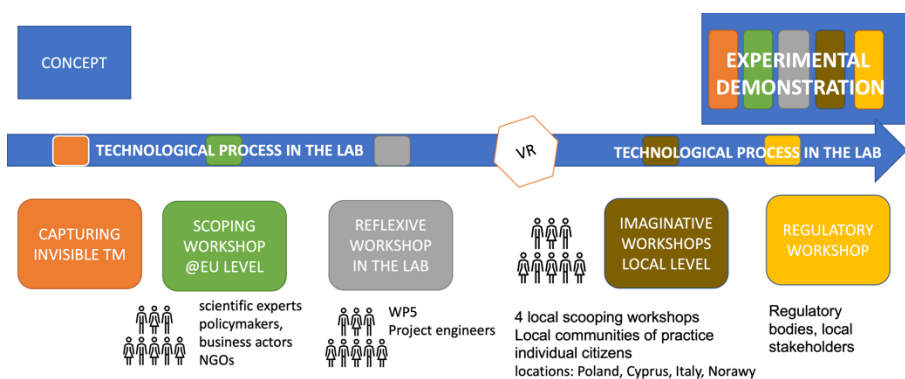 CONCEPT
EXPERIMENTAL
DEMONSTRATION
TECHNOLOGICAL PROCESS IN THE LAB
VR
TECHNOLOGICAL PROCESS IN THE LAB
CAPTURING
INVISIBLE TM
SCOPING
WORKSHOP
@EU LEVEL
REFLEXIVE
WORKSHOP
IN THE LAB
IMAGINATIVE
WORKSHOPS
LOCAL LEVEL
REGULATORY
WORKSHOP
scientific experts
policymakers,
business actors
NGOs
WP5
Project engineers
4 local scooping workshops
Local communities of practice
individual citizens
locations: Poland, Cyprus, Italy, Norawy
Regulatory
bodies, local
stakeholders